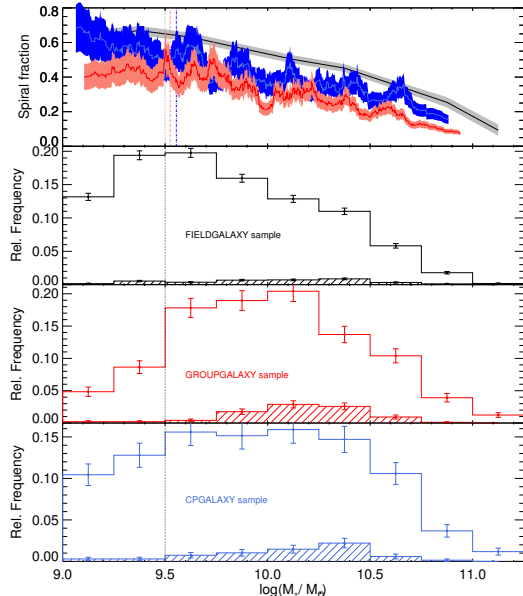 0.8
0.6
0.4
0.2
0.0
Spiral fraction
0.20
0.15
0.10
0.05
0.00
Rel. Frequency
FIELDGALAXY sample
0.20
0.15
0.10
0.05
0.00
Rel. Frequency
GROUPGALAXY sample
0.15
0.10
0.05
0.00
Rel. Frequency
CPGALAXY sample
9.0 9.5 10.0 10.5 11.0
log(M*/ M